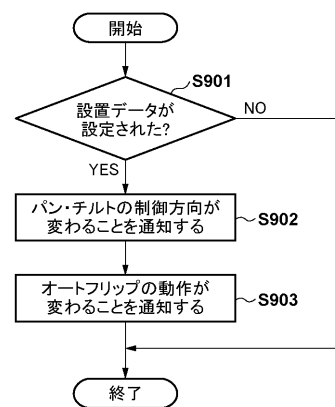 開始
S901
設置データが
設定された?
NO
YES
パン・チルトの制御方向が
変わることを通知する
S902
オートフリップの動作が
変わることを通知する
S903
終了